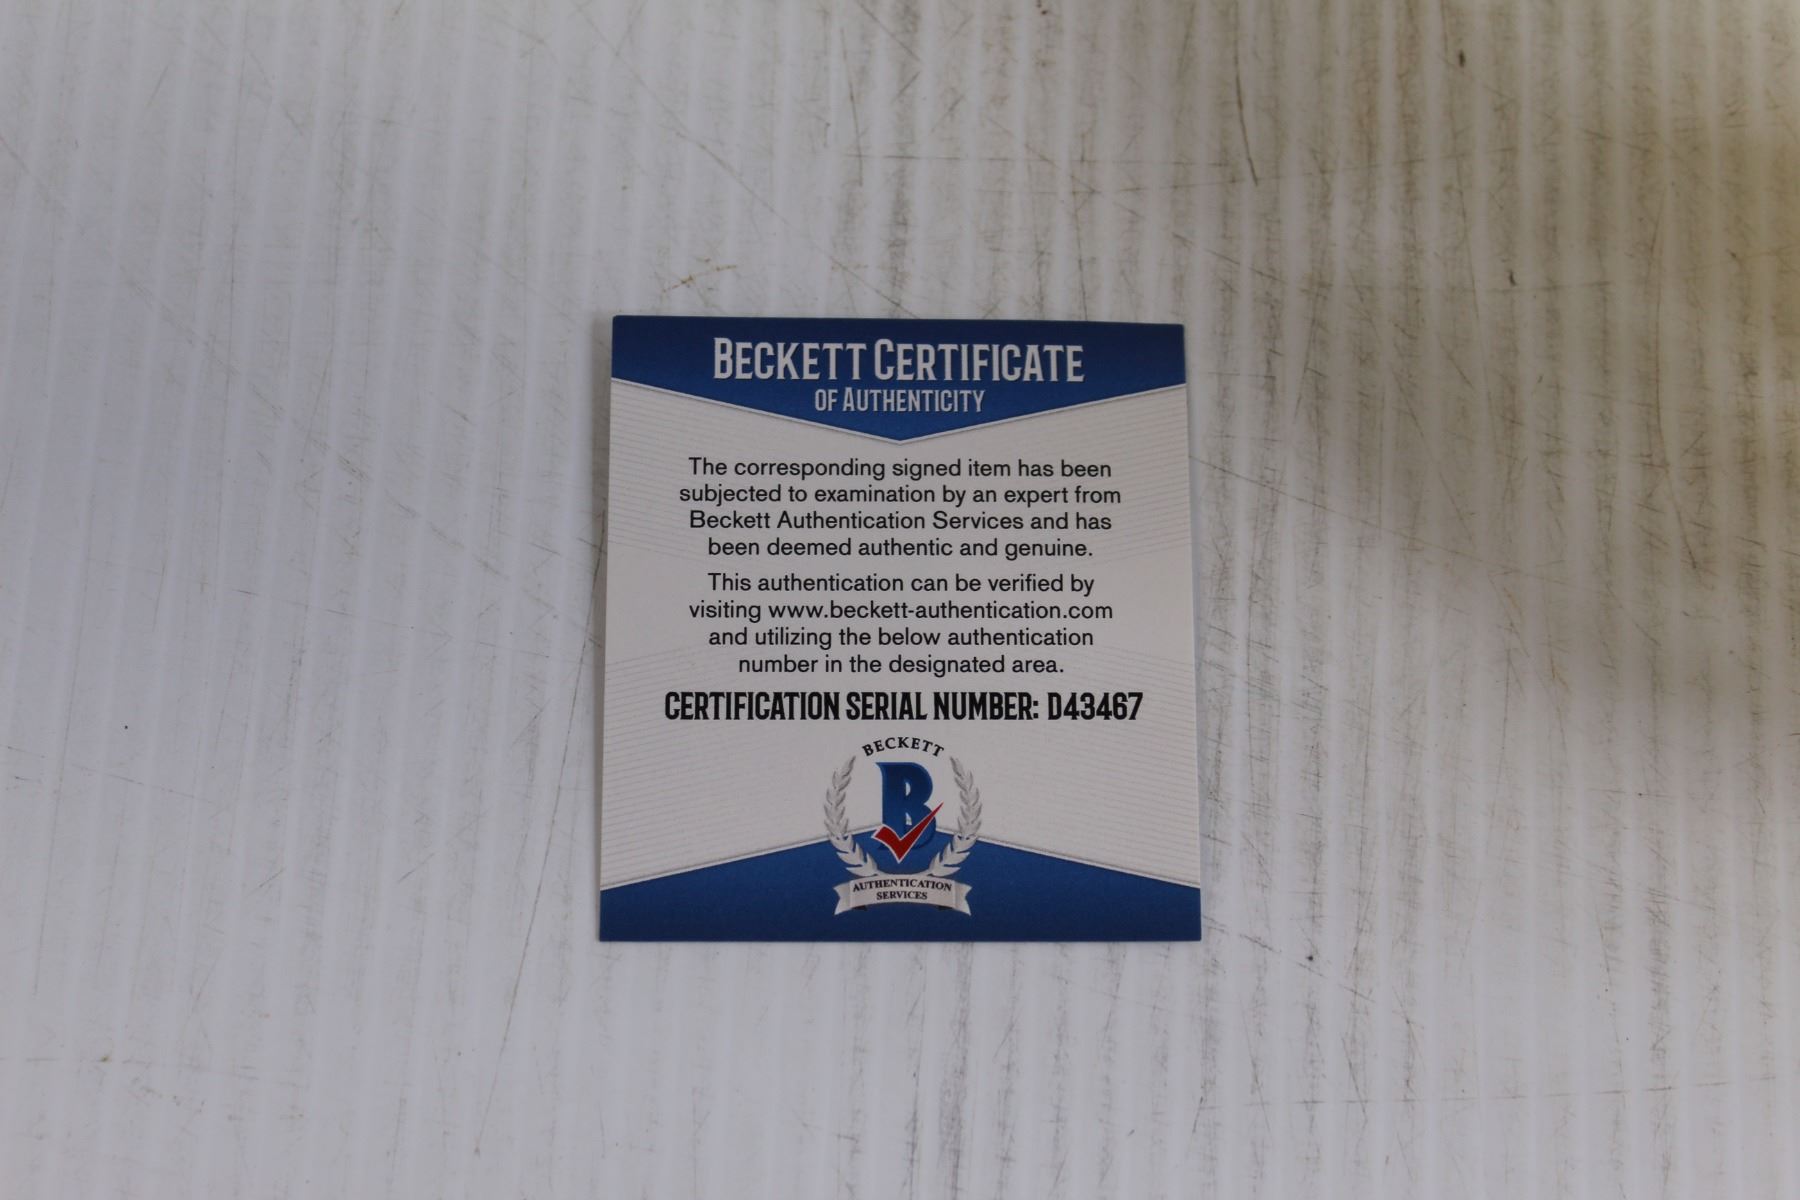 BECKETT CERTIFICATE
OF AUTHENTICITY
The corresponding signed item has been
subjected to examination by an expert from
Beckett Authentication Services and has
been deemed authentic and genuine.
This authentication can be verified by
visiting www.beckett-authentication.com
and utilizing the below authentication
number in the designated area.
CERTIFICATION SERIAL NUMBER: D43467
BECKETT
B
AUTHENTICATION
SERVICES